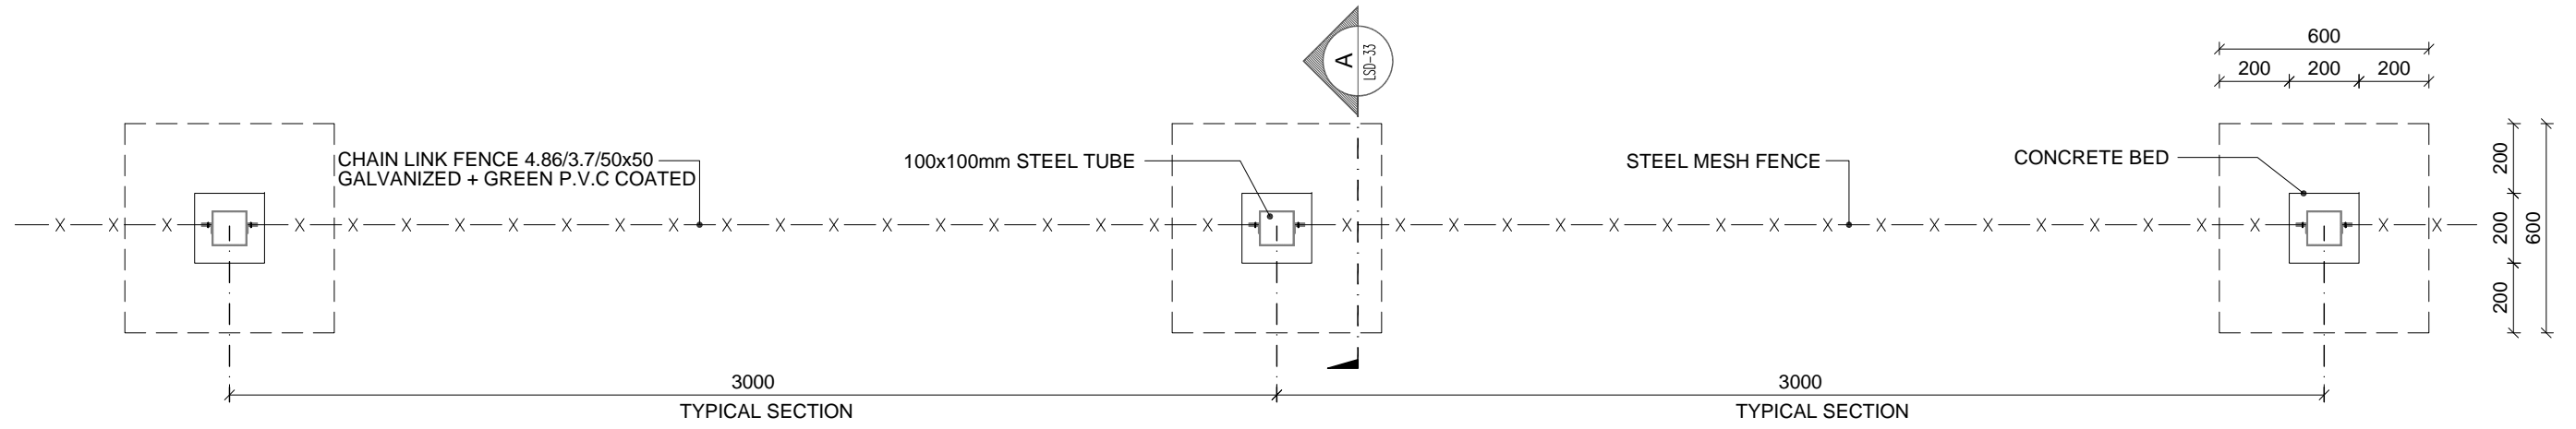 A
LSD-33
600
200 200 200
CHAIN LINK FENCE 4.86/3.7/50x50
GALVANIZED + GREEN P.V.C COATED
100x100mm STEEL TUBE
STEEL MESH FENCE
CONCRETE BED
X X X X X X X X X X X X X X X X X X X X X X X X X X X X X X X X X X X X X X X X X X
200
200
200
600
3000
TYPICAL SECTION
3000
TYPICAL SECTION